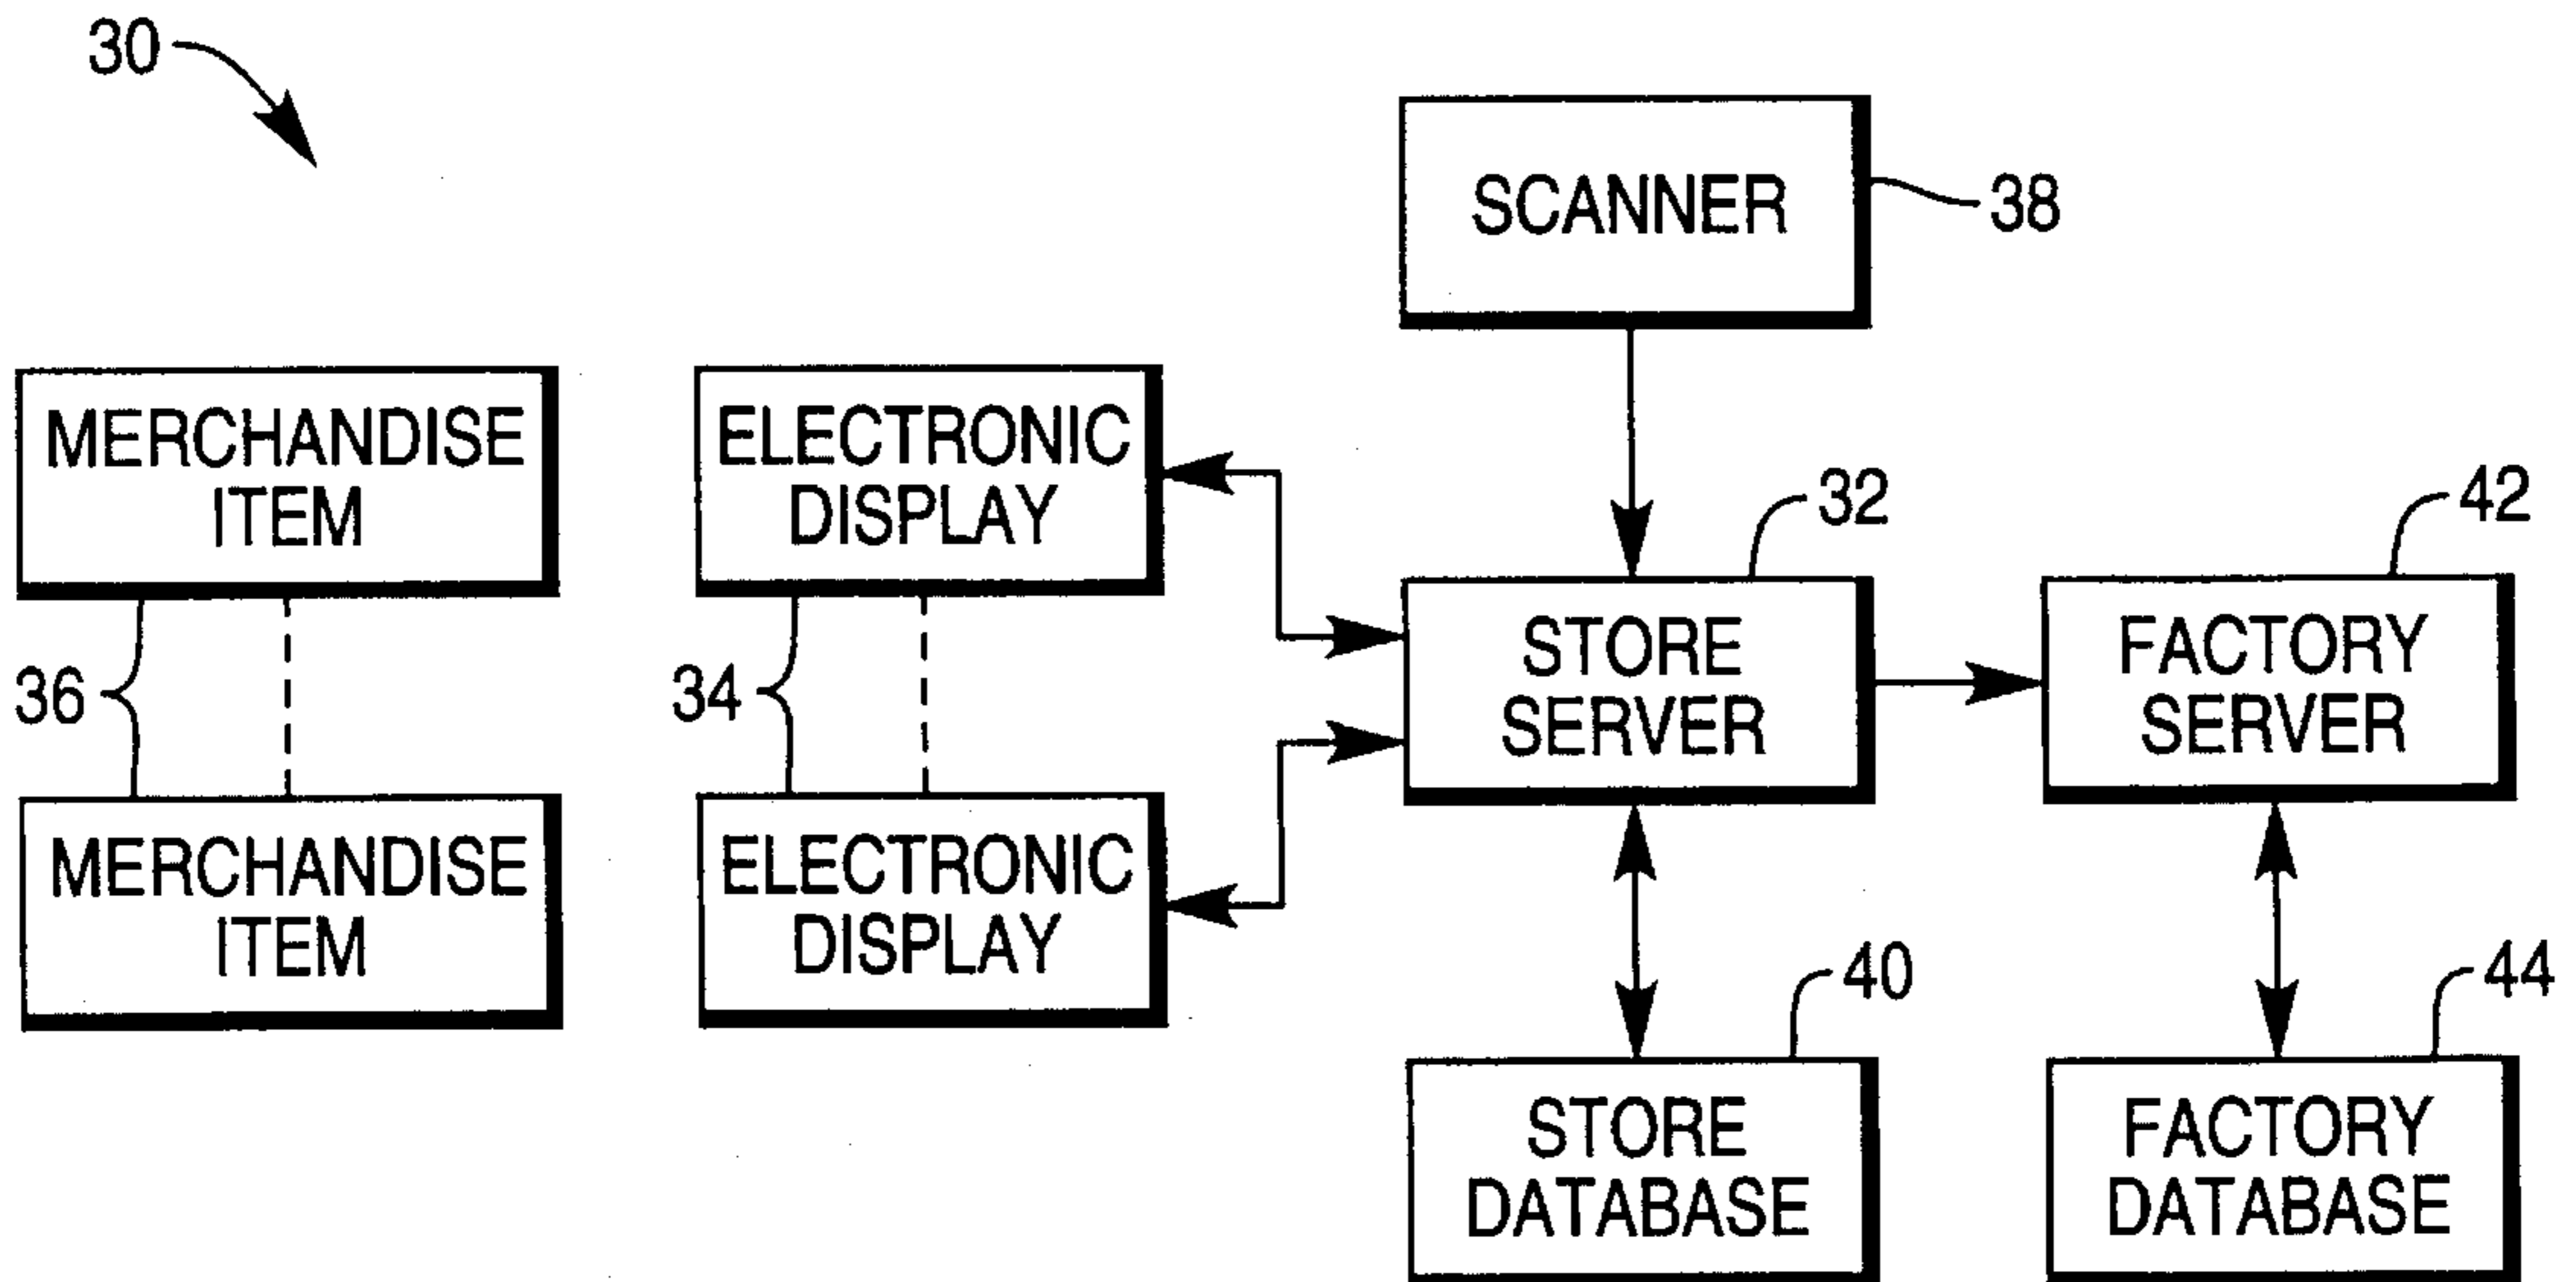 30
SCANNER
38
MERCHANDISE
ITEM
ELECTRONIC
DISPLAY
32
42
36
34
STORE
SERVER
FACTORY
SERVER
MERCHANDISE
ITEM
ELECTRONIC
DISPLAY
40
44
STORE
DATABASE
FACTORY
DATABASE